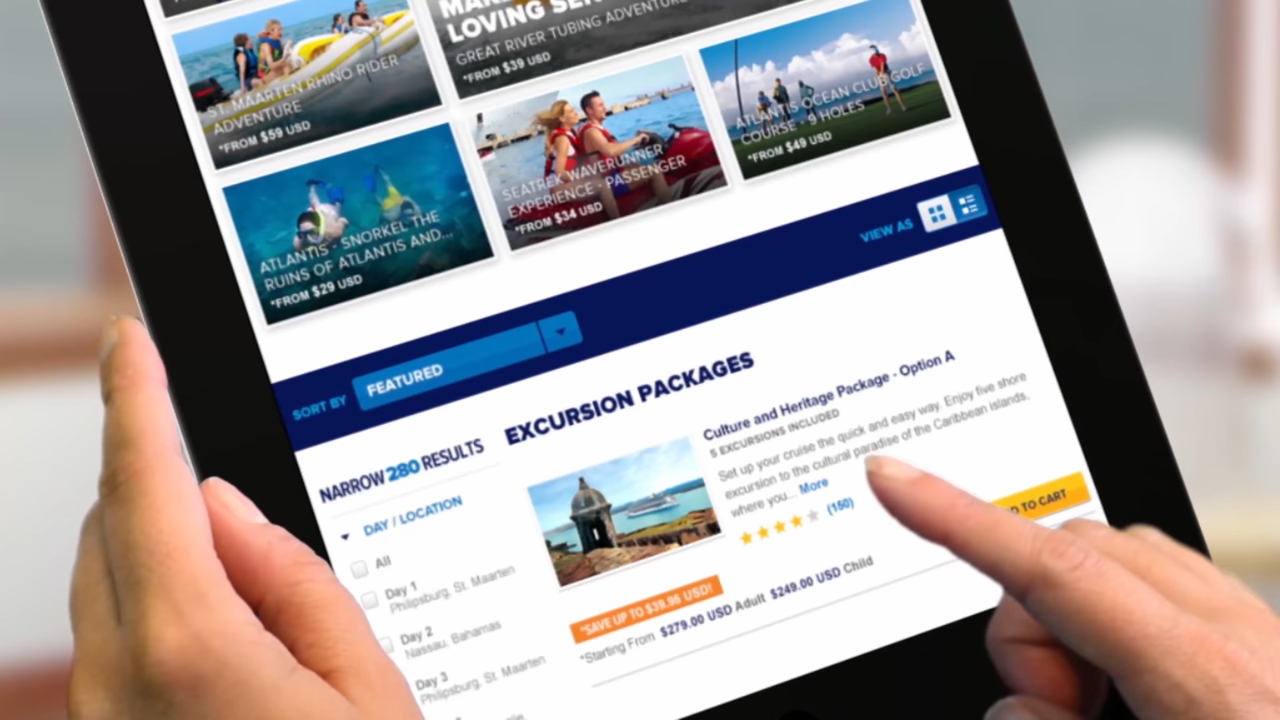 LOVING
GREAT RIVER TUBING ADVENTURE
*FROM $39 USD
ST. MAARTEN RHINO RIDER
ADVENTURE
*FROM $59 USD
ATLANTIS OCEAN CLUB GOLF
COURSE - 9 HOLES
*FROM $49 USD
SEATREK WAVERUNNER
EXPERIENCE - PASSENGER
*FROM $34 USD
ATLANTIS - SNORKEL THE
RUINS OF ATLANTIS AND...
*FROM $29 USD
VIEW AS
SORT BY
FEATURED
EXCURSION PACKAGES
NARROW 280 RESULTS
DAY / LOCATION
All
Day 1
Philipsburg, St. Maarten
Day 2
Nassau, Bahamas
Day 3
Philipsburg, St. Maarten
Culture and Heritage Package - Option A
5 EXCURSIONS INCLUDED
Set up your cruise the quick and easy way. Enjoy five shore
excursion to the cultural paradise of the Caribbean islands,
where you... More
(150)
TO CART
*SAVE UP TO $39.95 USD!
*Starting From $279.00 USD Adult $249.00 USD Child